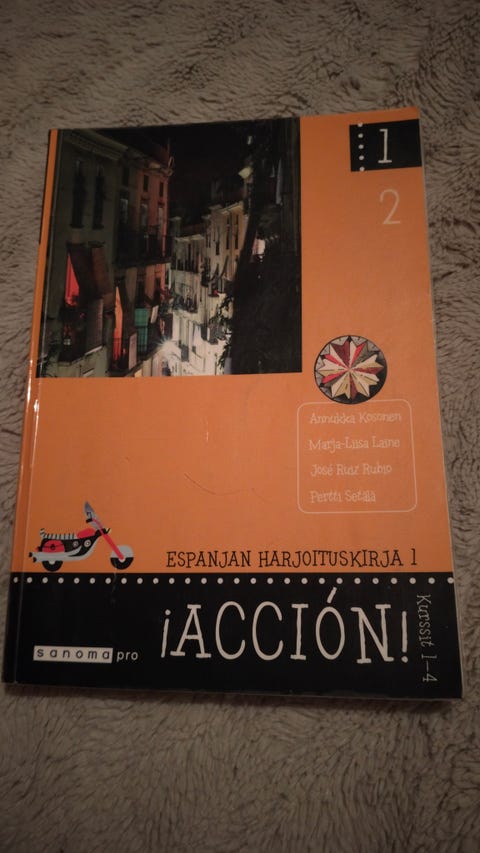 1
2
Annukka Kosonen
Marja-Liisa Laine
José Ruiz Rubio
Pertti Setälä
ESPANJAN HARJOITUSKIRJA 1
¡ACCIÓN!
Kurssit 1–4
sanoma pro